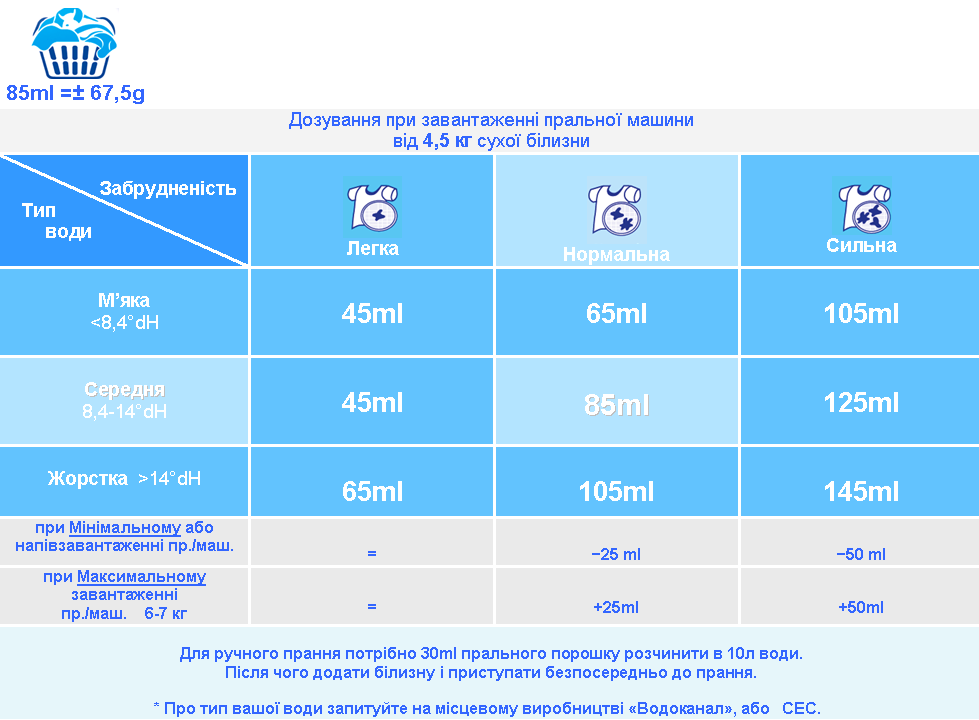 85ml =± 67,5g
Дозування при завантаженні пральної машини
від 4,5 кг сухої білизни
Забрудненість
Тип
води
Легка
Нормальна
Сильна
М’яка
<8,4°dH
45ml
65ml
105ml
Середня
8,4-14°dH
45ml
85ml
125ml
Жорстка >14°dH
65ml
105ml
145ml
при Мінімальному або
напівзавантаженні пр./маш.
=
−25 ml
−50 ml
при Максимальному
завантаженні
пр./маш. 6-7 кг
=
+25ml
+50ml
Для ручного прання потрібно 30ml прального порошку розчинити в 10л води.
Після чого додати білизну і приступати безпосередньо до прання.
* Про тип вашої води запитуйте на місцевому виробництві «Водоканал», або СЕС.